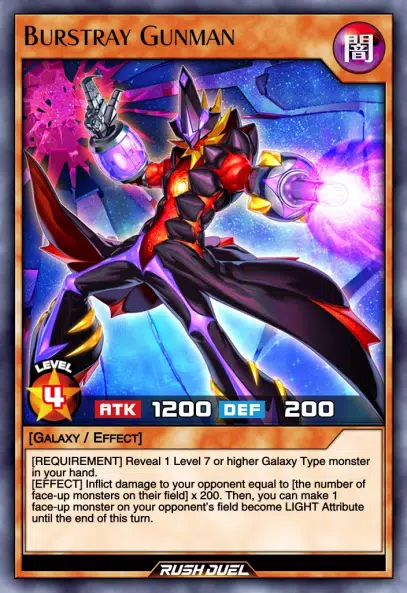 Burstray Gunman
闇
LEVEL
4
ATK 1200 DEF 200
[Galaxy / Effect]
[REQUIREMENT] Reveal 1 Level 7 or higher Galaxy Type monster
in your hand.
[EFFECT] Inflict damage to your opponent equal to [the number of
face-up monsters on their field] x 200. Then, you can make 1
face-up monster on your opponent's field become LIGHT Attribute
until the end of this turn.
RUSH DUEL